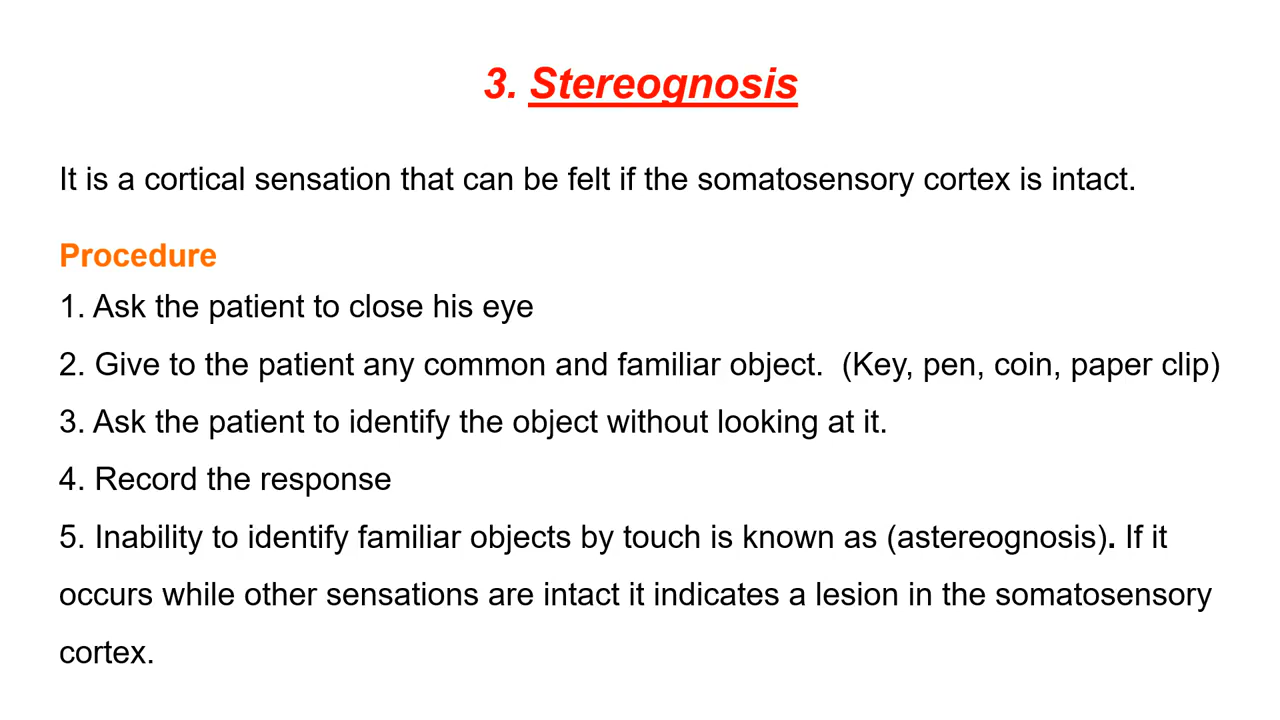 3. Stereognosis
It is a cortical sensation that can be felt if the somatosensory cortex is intact.
Procedure
1. Ask the patient to close his eye
2. Give to the patient any common and familiar object.  (Key, pen, coin, paper clip)
3. Ask the patient to identify the object without looking at it.
4. Record the response
5. Inability to identify familiar objects by touch is known as (astereognosis). If it
occurs while other sensations are intact it indicates a lesion in the somatosensory
cortex.